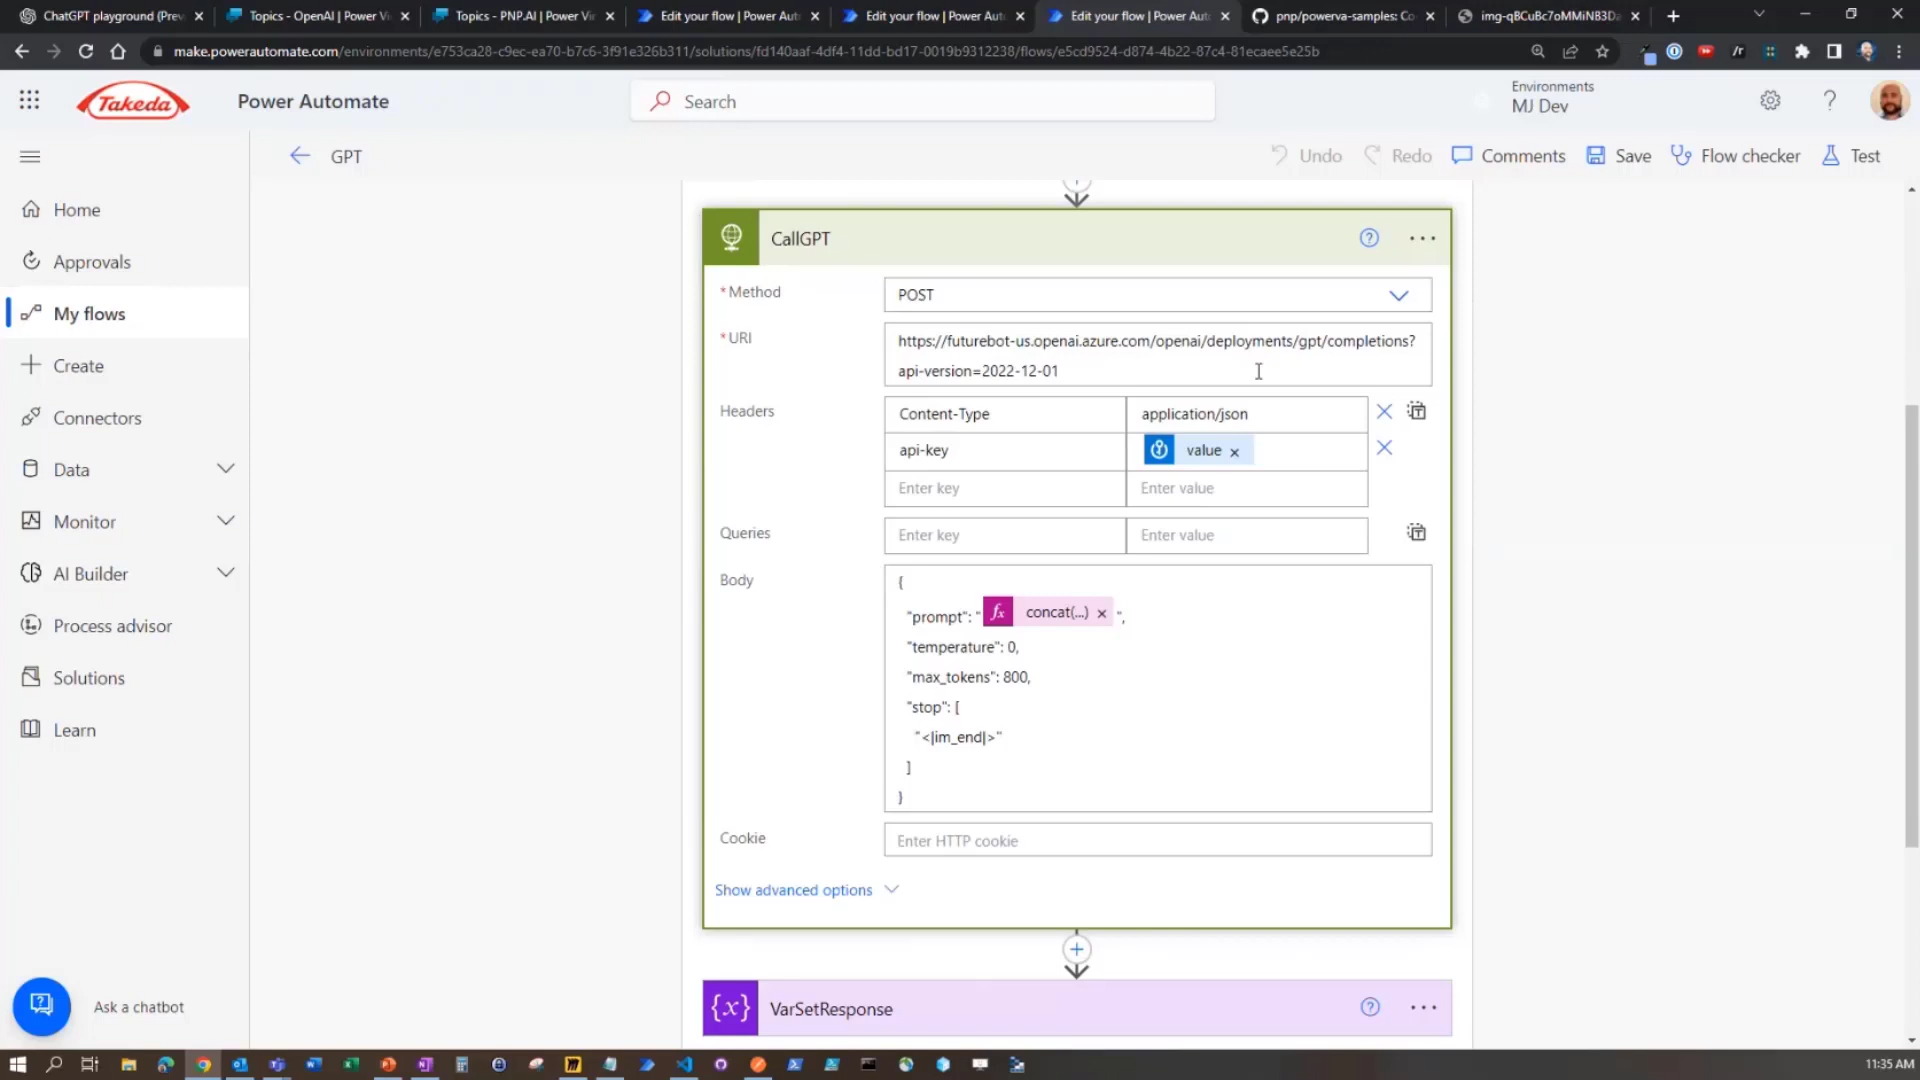 ChatGPT playground (Prev
Topics - OpenAI | Power Vi
Topics - PNP.AI | Power Vi
Edit your flow | Power Aut
Edit your flow | Power Aut
Edit your flow | Power Aut
pnp/powerva-samples: Co
img-qBCuBc7oMMiNB3Da
make.powerautomate.com/environments/e753ca28-c9ec-ea70-b7c6-3f91e326b311/solutions/fd140aaf-4df4-11dd-bd17-0019b9312238/flows/e5cd9524-d874-4b22-87c4-81ecaee5e25b
Takeda
Power Automate
Search
Environments
MJ Dev
GPT
Undo
Redo
Comments
Save
Flow checker
Test
Home
Approvals
My flows
Create
Connectors
Data
Monitor
AI Builder
Process advisor
Solutions
Learn
Ask a chatbot
CallGPT
* Method
POST
* URI
https://futurebot-us.openai.azure.com/openai/deployments/gpt/completions?
api-version=2022-12-01
Headers
Content-Type
application/json
api-key
value
Enter key
Enter value
Queries
Enter key
Enter value
Body
{
"prompt": " fx concat(...) ",
"temperature": 0,
"max_tokens": 800,
"stop": [
"<|im_end|>"
]
}
Cookie
Enter HTTP cookie
Show advanced options
{x} VarSetResponse
11:35 AM